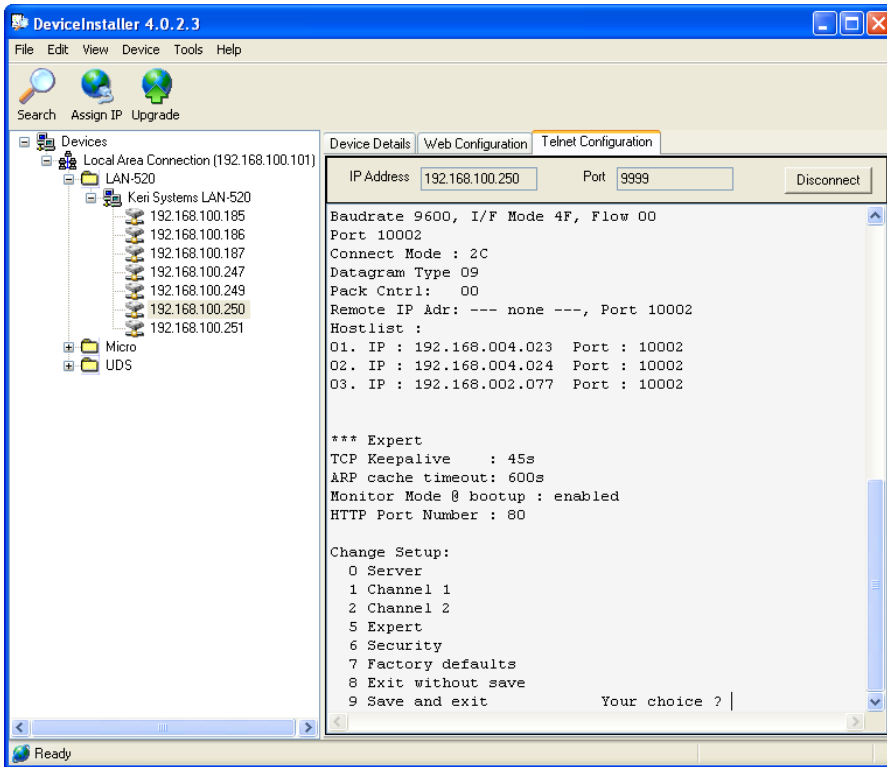 DeviceInstaller 4.0.2.3
File Edit View Device Tools Help
Search Assign IP Upgrade
Devices
Local Area Connection (192.168.100.101)
LAN-520
Keri Systems LAN-520
192.168.100.185
192.168.100.186
192.168.100.187
192.168.100.247
192.168.100.249
192.168.100.250
192.168.100.251
Micro
UDS
Device Details Web Configuration Telnet Configuration
IP Address 192.168.100.250 Port 9999 Disconnect
Baudrate 9600, I/F Mode 4F, Flow 00
Port 10002
Connect Mode : 2C
Datagram Type 09
Pack Cntrl: 00
Remote IP Adr: --- none ---, Port 10002
Hostlist :
01. IP : 192.168.004.023 Port : 10002
02. IP : 192.168.004.024 Port : 10002
03. IP : 192.168.002.077 Port : 10002
*** Expert
TCP Keepalive : 45s
ARP cache timeout: 600s
Monitor Mode @ bootup : enabled
HTTP Port Number : 80
Change Setup:
0 Server
1 Channel 1
2 Channel 2
5 Expert
6 Security
7 Factory defaults
8 Exit without save
9 Save and exit Your choice ?
Ready